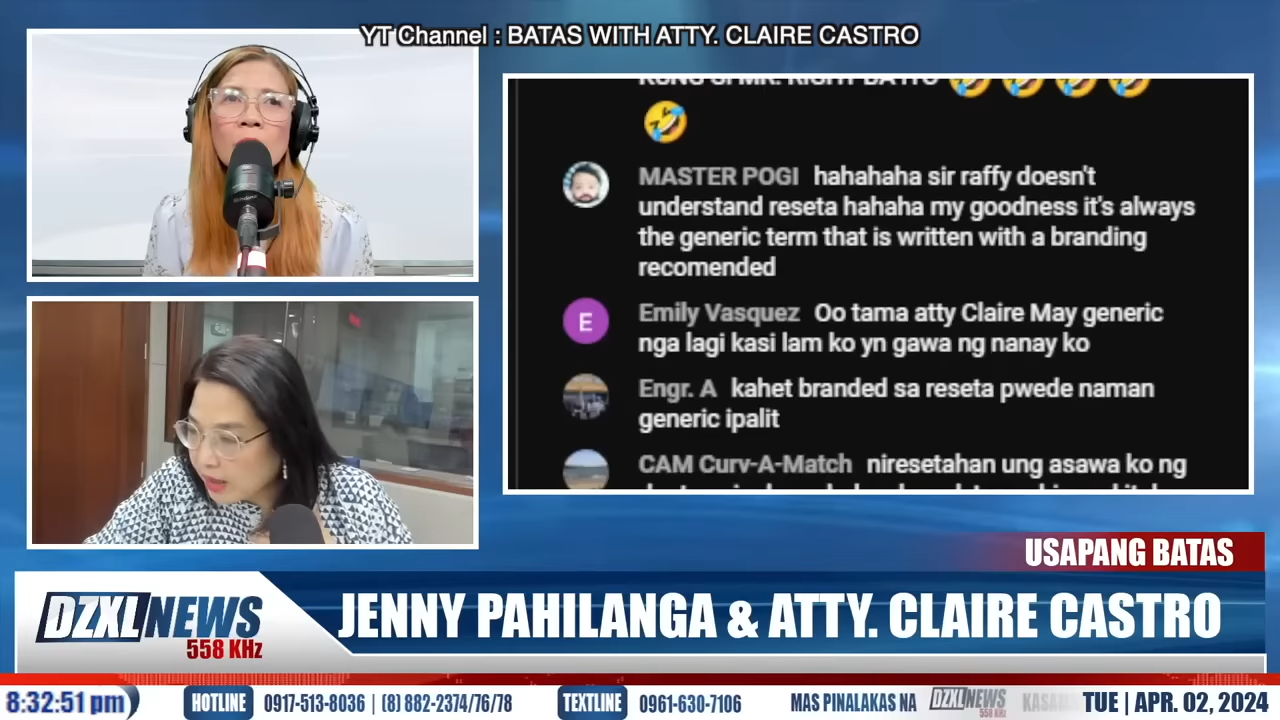 YT Channel : BATAS WITH ATTY. CLAIRE CASTRO
MASTER POGI hahahaha sir raffy doesn't
understand reseta hahaha my goodness it's always
the generic term that is written with a branding
recomended
E
Emily Vasquez Oo tama atty Claire May generic
nga lagi kasi lam ko yn gawa ng nanay ko
Engr. A kahet branded sa reseta pwede naman
generic ipalit
CAM Curv-A-Match niresetahan ung asawa ko ng
USAPANG BATAS
DZXL NEWS
558 KHz
JENNY PAHILANGA & ATTY. CLAIRE CASTRO
8:32:51 pm
HOTLINE 0917-513-8036 | (8) 882-2374/76/78
TEXTLINE 0961-630-7106
MAS PINALAKAS NA DZXL NEWS
558 KHz
TUE | APR. 02, 2024